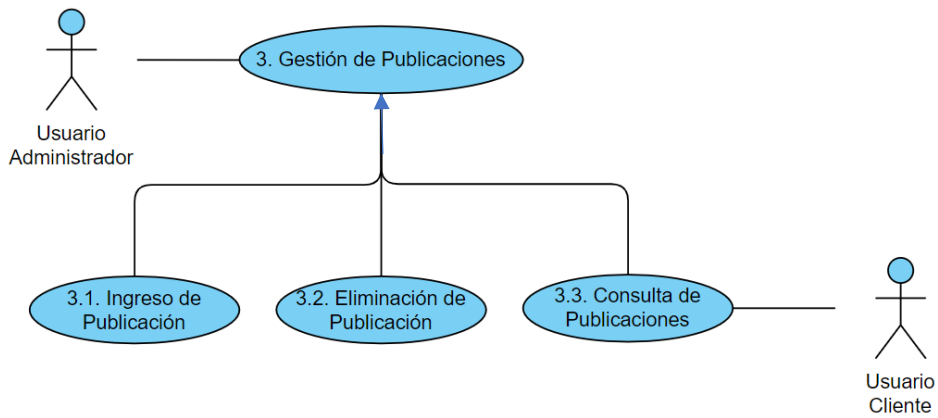 3. Gestión de Publicaciones
Usuario
Administrador
3.1. Ingreso de
Publicación
3.2. Eliminación de
Publicación
3.3. Consulta de
Publicaciones
Usuario
Cliente